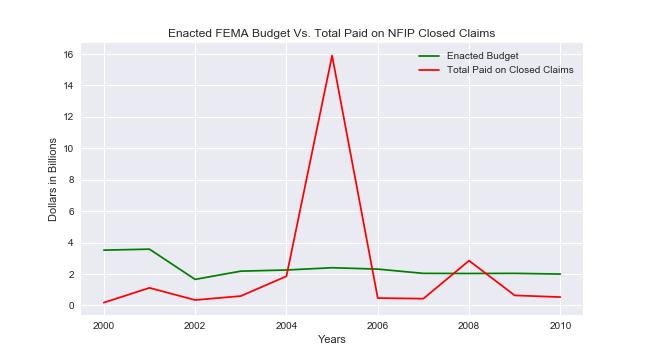 Enacted FEMA Budget Vs. Total Paid on NFIP Closed Claims
Enacted Budget
Total Paid on Closed Claims
16
14
12
10
8
6
4
2
0
Dollars in Billions
2000 2002 2004 2006 2008 2010
Years